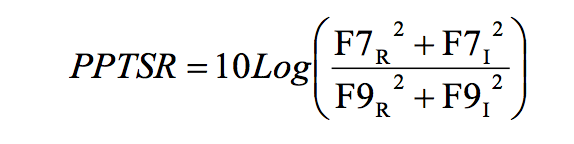 PPTSR = 10Log( (F7_R^2 + F7_I^2) / (F9_R^2 + F9_I^2) )